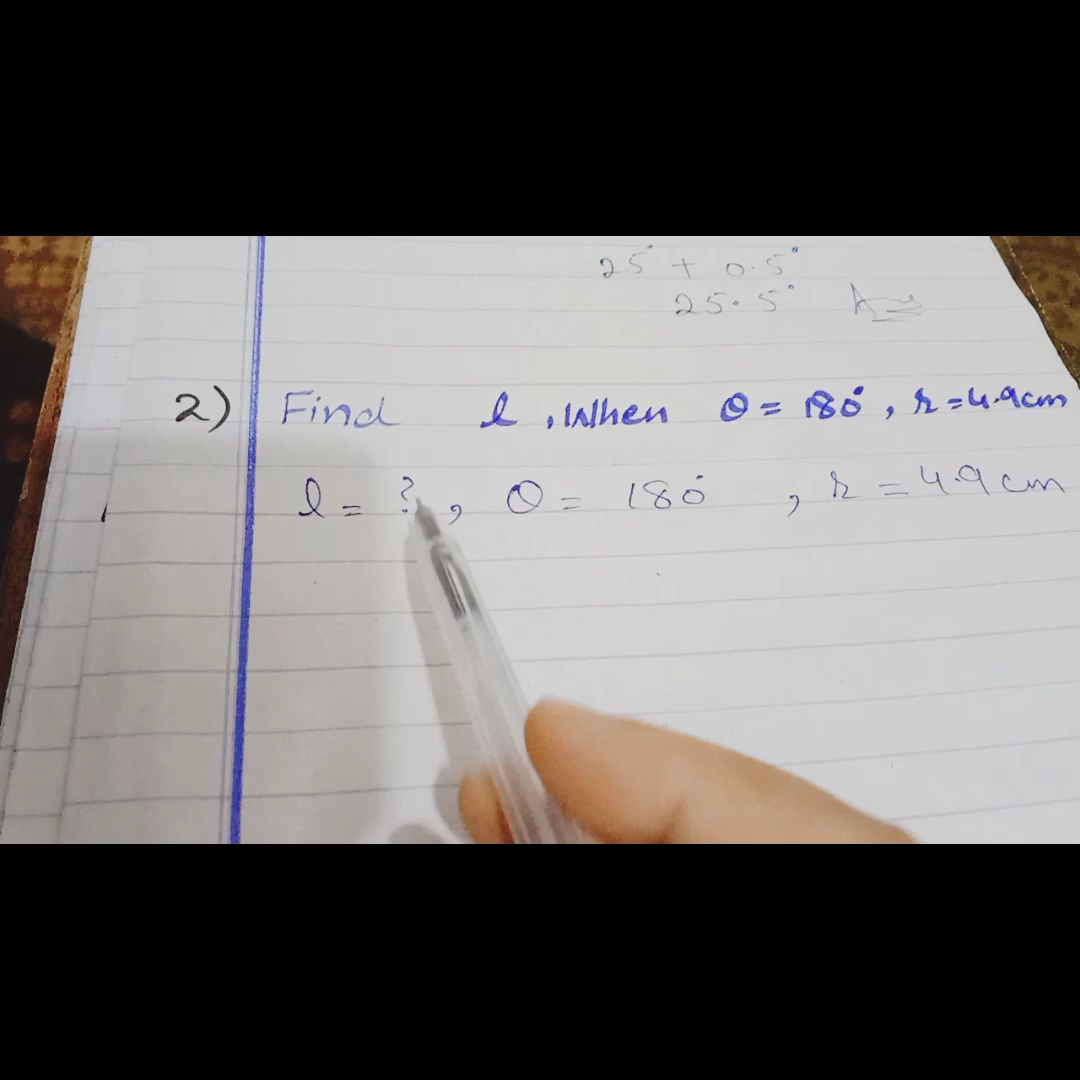 25° + 0.5°
25.5° Ans
2) Find l, When θ = 180°, r = 4.9cm
l = ?, θ = 180°, r = 4.9 cm